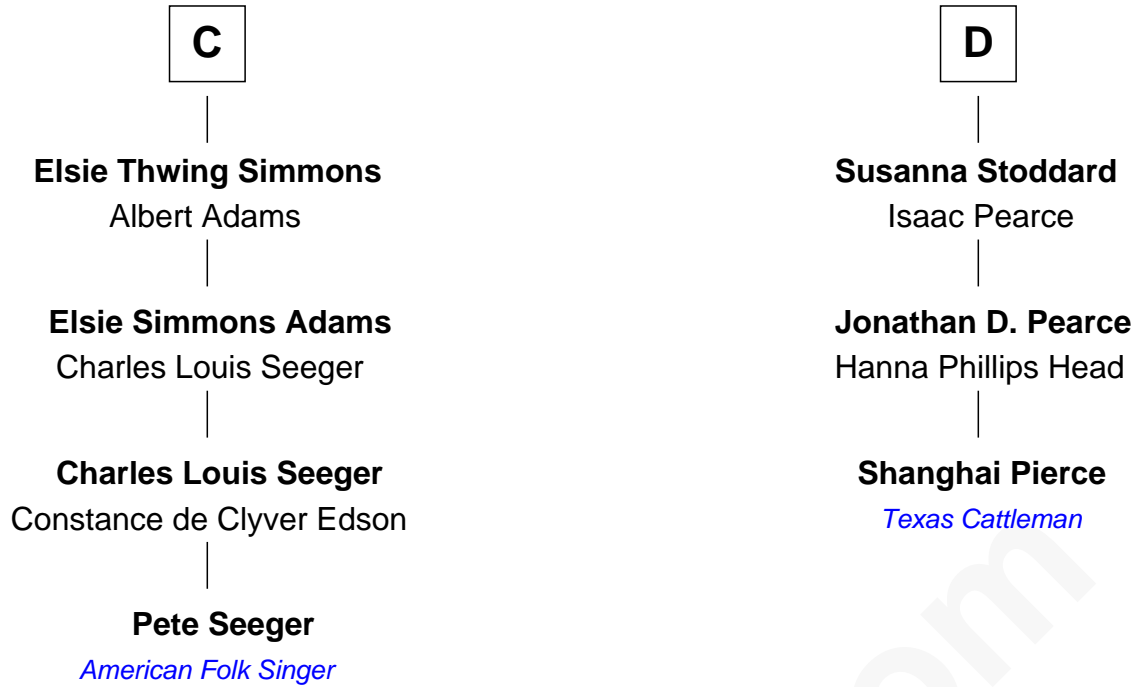 C
Elsie Thwing Simmons
Albert Adams
Elsie Simmons Adams
Charles Louis Seeger
Charles Louis Seeger
Constance de Clyver Edson
Pete Seeger
American Folk Singer
D
Susanna Stoddard
Isaac Pearce
Jonathan D. Pearce
Hanna Phillips Head
Shanghai Pierce
Texas Cattleman
om